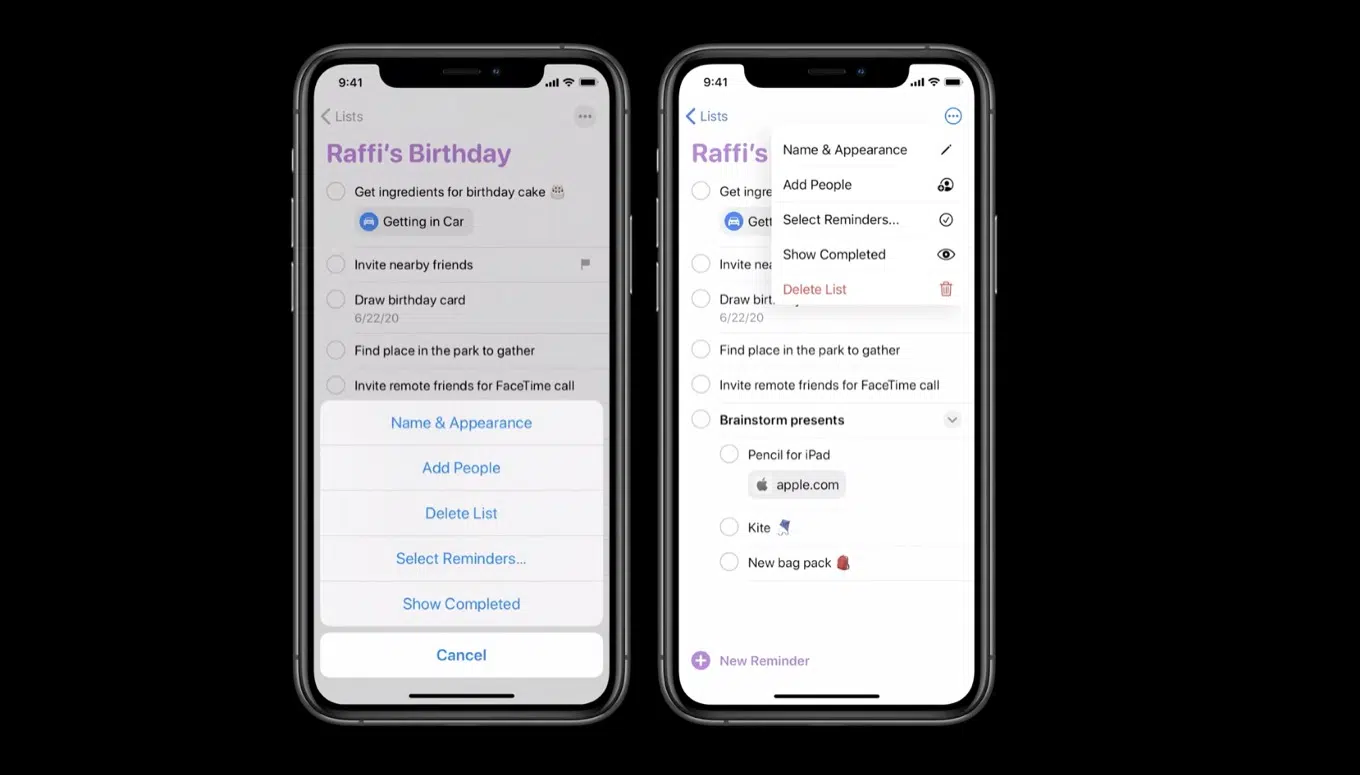 9:41
Lists
Raffi's Birthday
Get ingredients for birthday cake 🎂
Getting in Car
Invite nearby friends
Draw birthday card
6/22/20
Find place in the park to gather
Invite remote friends for FaceTime call
Name & Appearance
Add People
Delete List
Select Reminders...
Show Completed
Cancel
9:41
Lists
Raffi's
Name & Appearance
Add People
Select Reminders...
Show Completed
Delete List
Get ingre
Gett
Invite nea
Draw birt
6/22/20
Find place in the park to gather
Invite remote friends for FaceTime call
Brainstorm presents
Pencil for iPad
apple.com
Kite 🪁
New bag pack 🎒
New Reminder